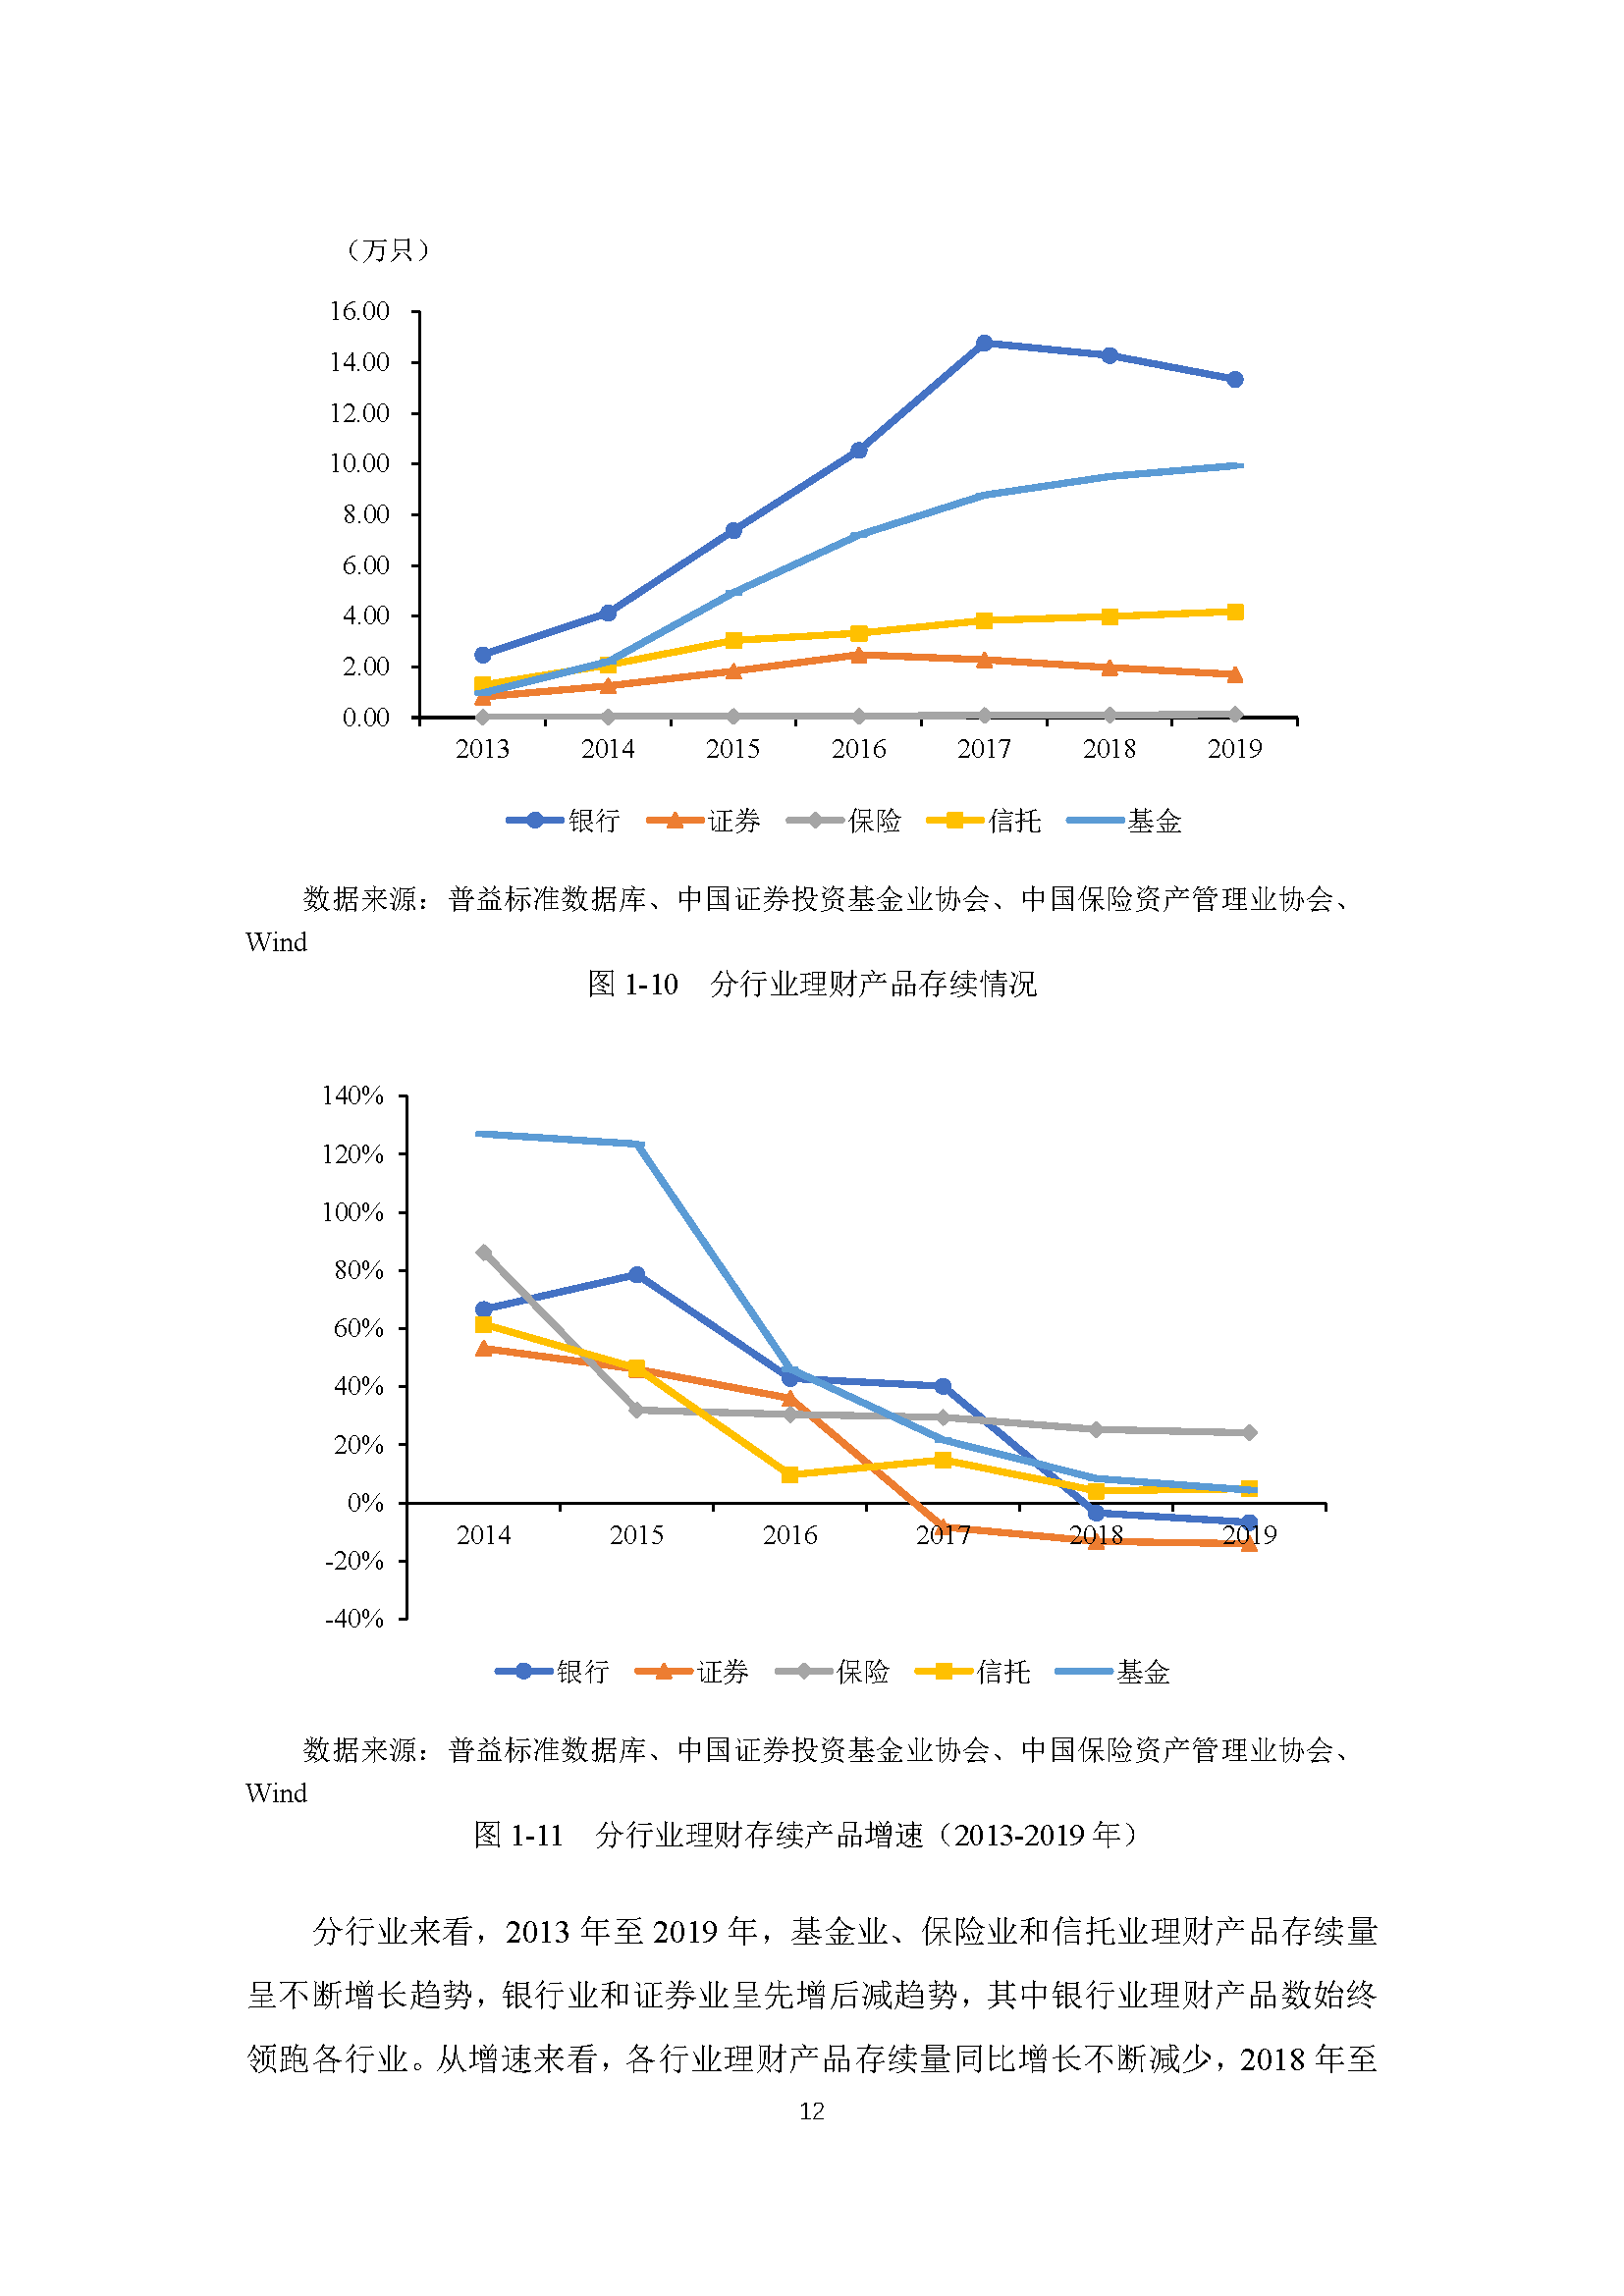 （万只）
16.00
14.00
12.00
10.00
8.00
6.00
4.00
2.00
0.00
2013 2014 2015 2016 2017 2018 2019
银行 证券 保险 信托 基金
数据来源：普益标准数据库、中国证券投资基金业协会、中国保险资产管理业协会、
Wind
图 1-10 分行业理财产品存续情况
140%
120%
100%
80%
60%
40%
20%
0%
2014 2015 2016 2017 2018 2019
-20%
-40%
银行 证券 保险 信托 基金
数据来源：普益标准数据库、中国证券投资基金业协会、中国保险资产管理业协会、
Wind
图 1-11 分行业理财存续产品增速（2013-2019 年）
分行业来看，2013 年至 2019 年，基金业、保险业和信托业理财产品存续量
呈不断增长趋势，银行业和证券业呈先增后减趋势，其中银行业理财产品数始终
领跑各行业。从增速来看，各行业理财产品存续量同比增长不断减少，2018 年至
12